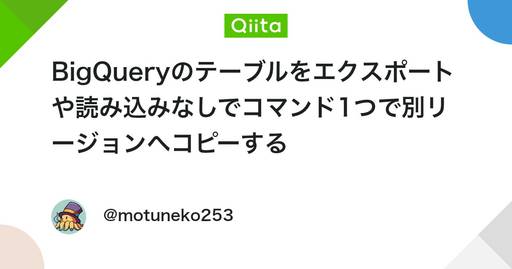 Qiita
BigQueryのテーブルをエクスポート
や読み込みなしでコマンド1つで別リ
ージョンへコピーする
@motuneko253